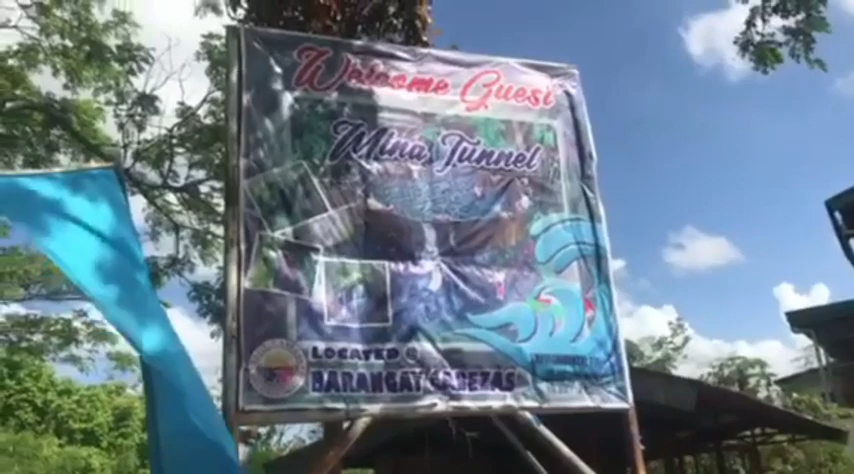 Welcome Guest
Mina Tunnel
LOCATED @
BARANGAY CABEZAS